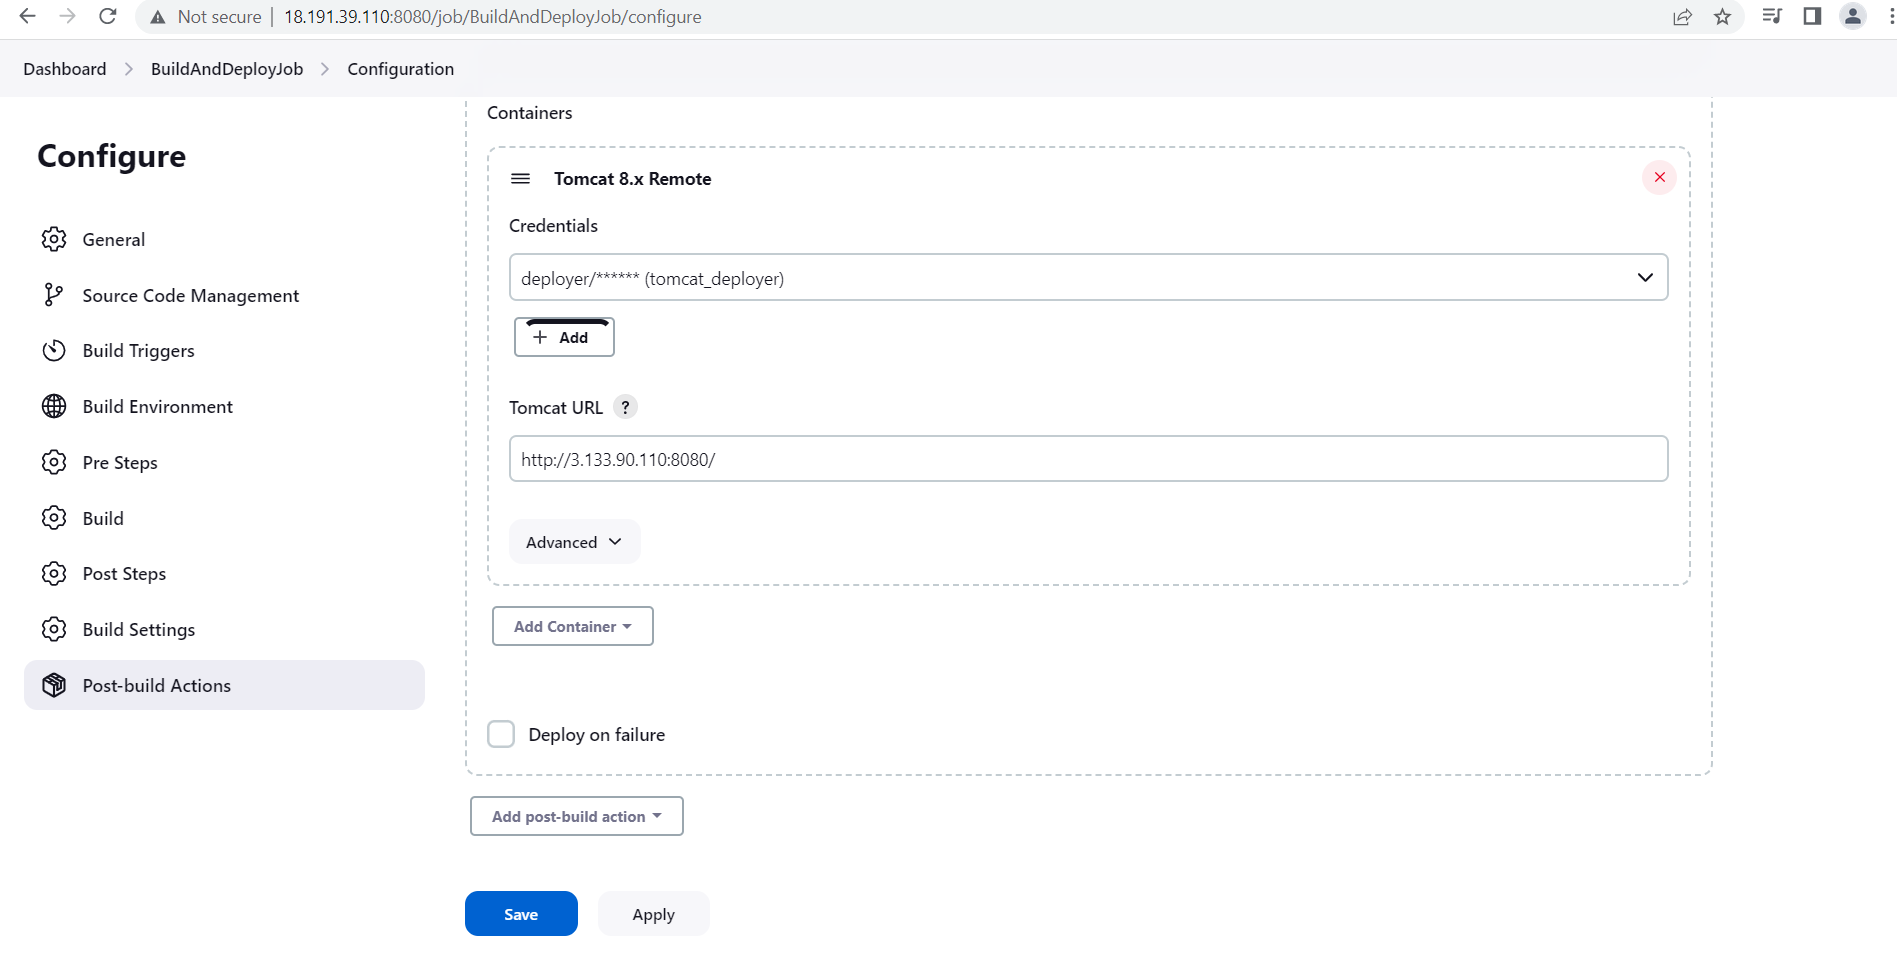 Not secure | 18.191.39.110:8080/job/BuildAndDeployJob/configure
Dashboard > BuildAndDeployJob > Configuration
Configure
General
Source Code Management
Build Triggers
Build Environment
Pre Steps
Build
Post Steps
Build Settings
Post-build Actions
Containers
Tomcat 8.x Remote
Credentials
deployer/****** (tomcat_deployer)
+ Add
Tomcat URL ?
http://3.133.90.110:8080/
Advanced
Add Container
Deploy on failure
Add post-build action
Save
Apply